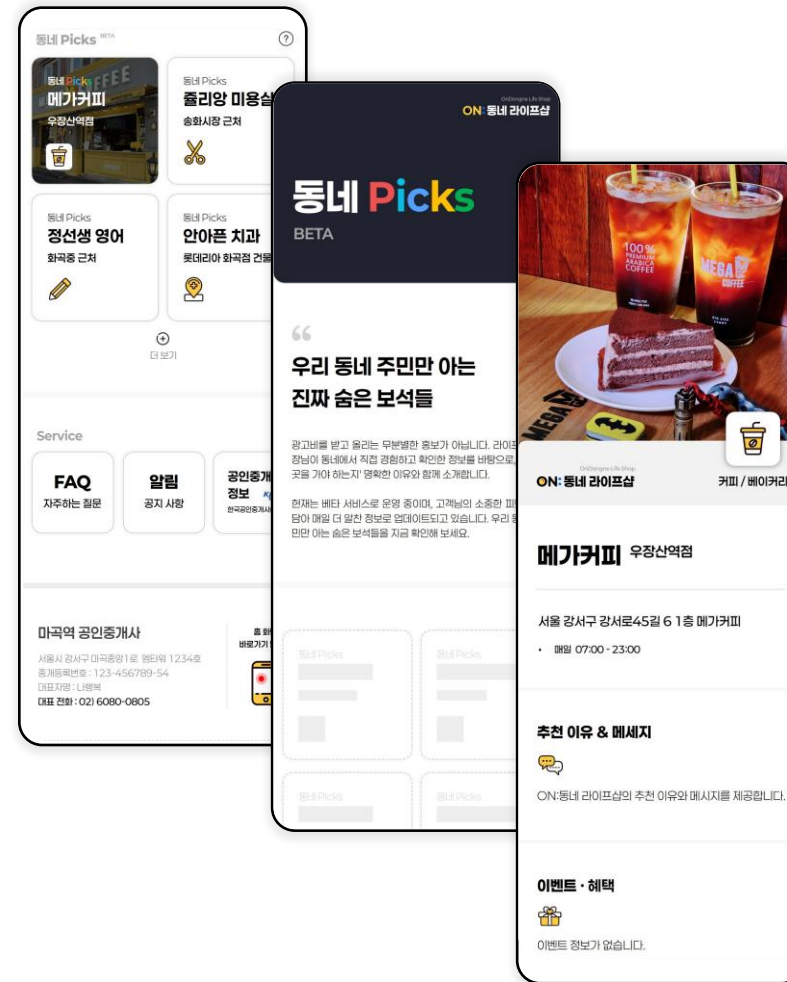 동네 Picks BETA
?
동네 Picks
메가커피
우장산역점
동네 Picks
쥴리앙 미용실
송화시장 근처
동네 Picks
정선생 영어
화곡중 근처
동네 Picks
안아픈 치과
롯데리아 화곡점 건물
더 보기
Service
FAQ
자주하는 질문
알림
공지 사항
공인중개
정보
마곡역 공인중개사
서울시 강서구 마곡중앙1로 엠타워 1234호
중개등록번호 : 123-456789-54
대표자명 : 나행복
대표 전화 : 02) 6080-0805
홈 화
바로가기
OnDongne Life Shop
ON: 동네 라이프샵
동네 Picks
BETA
우리 동네 주민만 아는
진짜 숨은 보석들
광고비를 받고 올리는 무분별한 홍보가 아닙니다. 라이프
장님이 동네에서 직접 경험하고 확인한 정보를 바탕으로,
곳을 가야 하는지' 명확한 이유와 함께 소개합니다.
현재는 베타 서비스로 운영 중이며, 고객님의 소중한 피
담아 매일 더 알찬 정보로 업데이트되고 있습니다. 우리
민만 아는 숨은 보석들을 지금 확인해 보세요.
동네 Picks
동네 Picks
동네 Picks
동네 Picks
100%
PREMIUM
ARABICA
COFFEE
MEGA
COFFEE
MEGA
OnDongne Life Shop
ON: 동네 라이프샵
커피 / 베이커리
메가커피 우장산역점
서울 강서구 강서로45길 6 1층 메가커피
• 매일 07:00 - 23:00
추천 이유 & 메세지
ON:동네 라이프샵의 추천 이유와 메시지를 제공합니다.
이벤트 · 혜택
이벤트 정보가 없습니다.